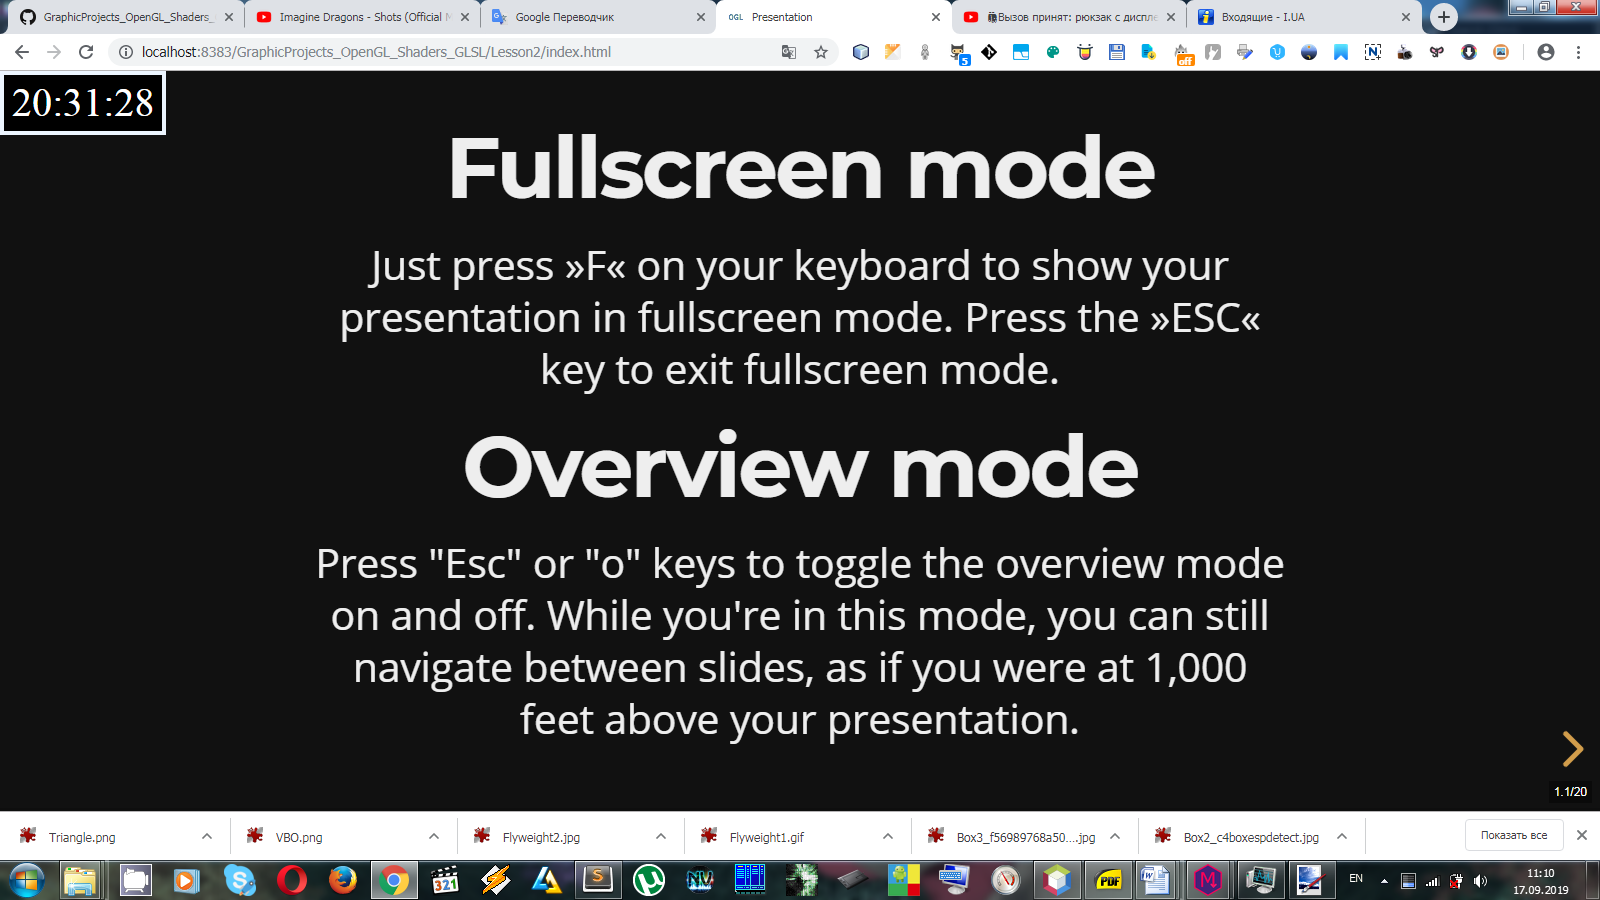 GraphicProjects_OpenGL_Shaders_
Imagine Dragons - Shots (Official M
Google Переводчик
OGL Presentation
Вызов принят: рюкзак с диспле
Входящие - I.UA
localhost:8383/GraphicProjects_OpenGL_Shaders_GLSL/Lesson2/index.html
5
off
20:31:28
Fullscreen mode
Just press »F« on your keyboard to show your
presentation in fullscreen mode. Press the »ESC«
key to exit fullscreen mode.
Overview mode
Press "Esc" or "o" keys to toggle the overview mode
on and off. While you're in this mode, you can still
navigate between slides, as if you were at 1,000
feet above your presentation.
1.1/20
Triangle.png
VBO.png
Flyweight2.jpg
Flyweight1.gif
Box3_f56989768a50....jpg
Box2_c4boxespdetect.jpg
Показать все
321
PDF
EN
11:10
17.09.2019